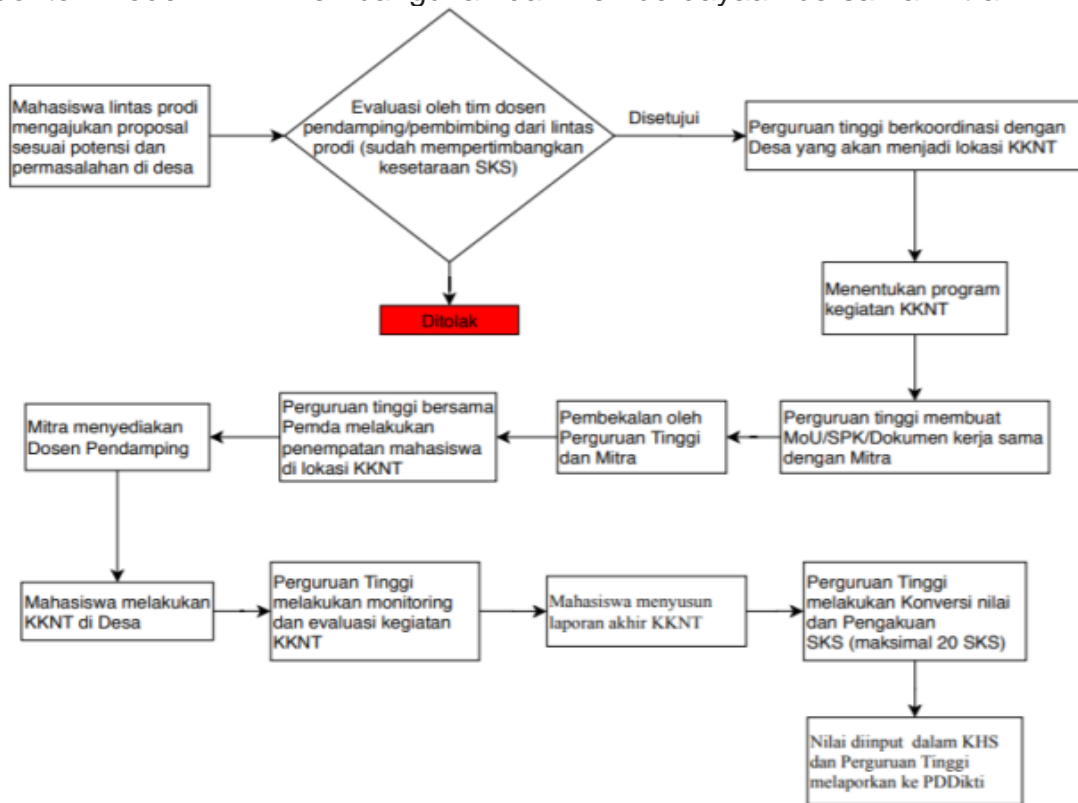 Mahasiswa lintas prodi
mengajukan proposal
sesuai potensi dan
permasalahan di desa
Evaluasi oleh tim dosen
pendamping/pembimbing dari lintas
prodi (sudah mempertimbangkan
kesetaraan SKS)
Disetujui
Perguruan tinggi berkoordinasi dengan
Desa yang akan menjadi lokasi KKNT
Ditolak
Menentukan program
kegiatan KKNT
Perguruan tinggi membuat
MoU/SPK/Dokumen kerja sama
dengan Mitra
Pembekalan oleh
Perguruan Tinggi
dan Mitra
Perguruan tinggi bersama
Pemda melakukan
penempatan mahasiswa
di lokasi KKNT
Mitra menyediakan
Dosen Pendamping
Mahasiswa melakukan
KKNT di Desa
Perguruan Tinggi
melakukan monitoring
dan evaluasi kegiatan
KKNT
Mahasiswa menyusun
laporan akhir KKNT
Perguruan Tinggi
melakukan Konversi nilai
dan Pengakuan
SKS (maksimal 20 SKS)
Nilai diinput dalam KHS
dan Perguruan Tinggi
melaporkan ke PDDikti